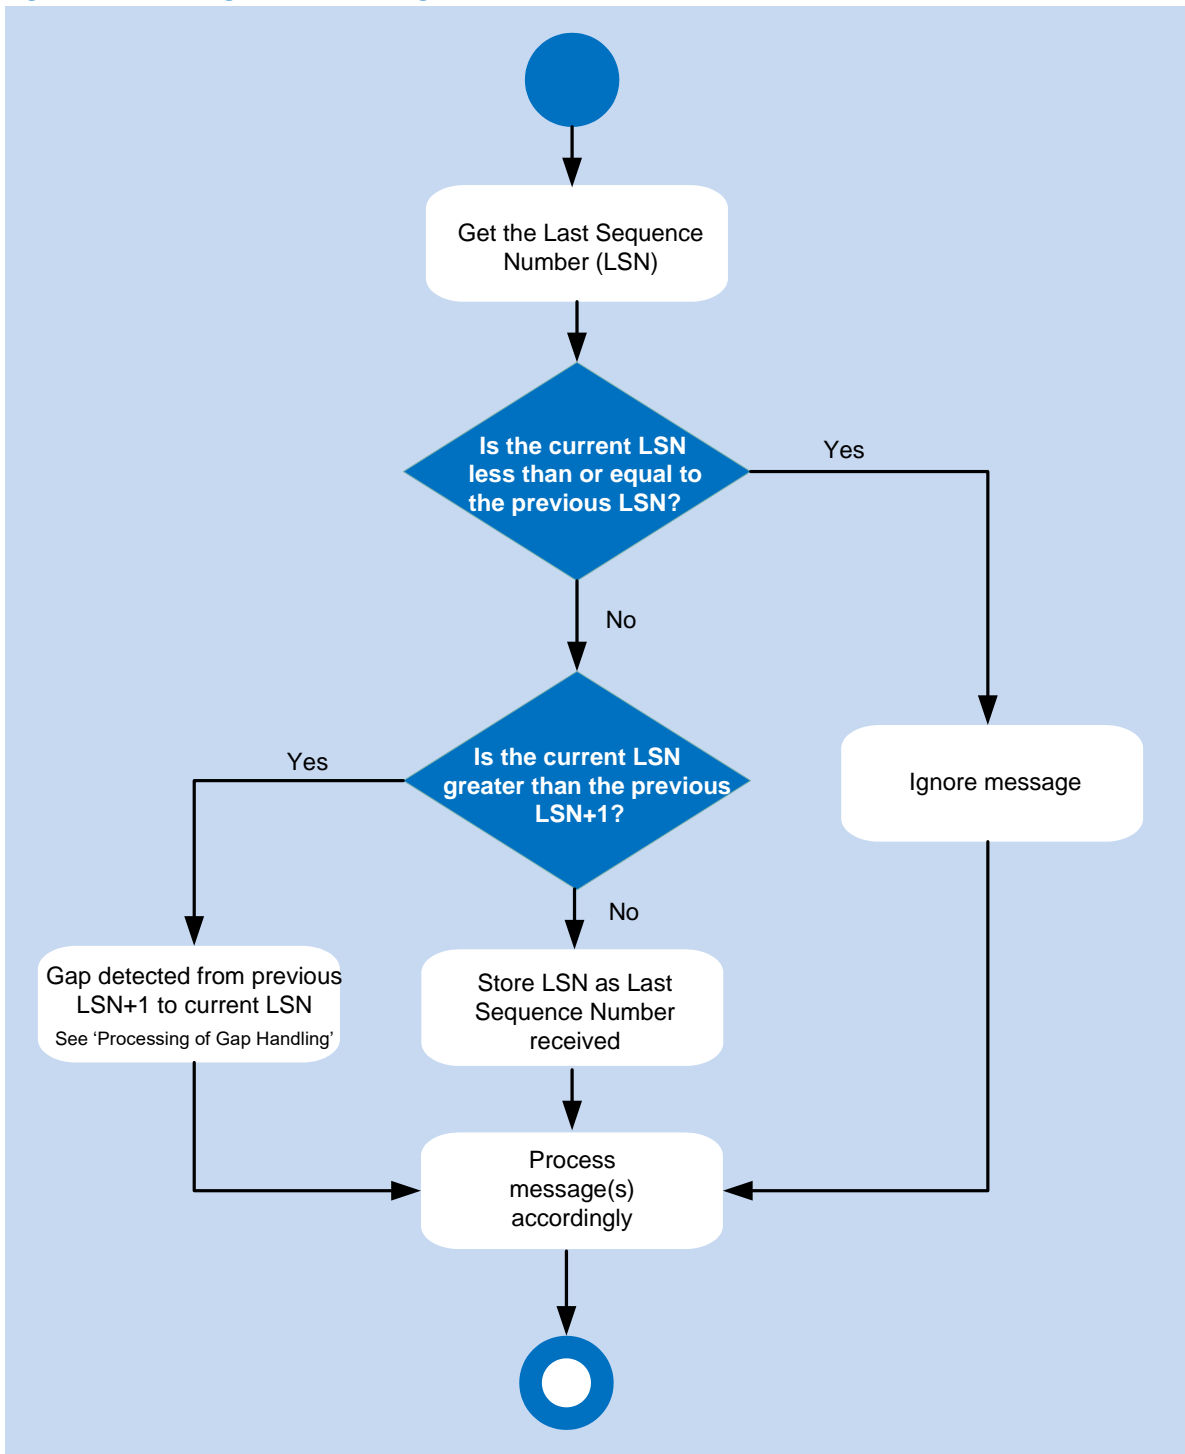 Get the Last Sequence
Number (LSN)
Is the current LSN
less than or equal to
the previous LSN?
Yes
No
Is the current LSN
greater than the previous
LSN+1?
Yes
Ignore message
No
Gap detected from previous
LSN+1 to current LSN
See ‘Processing of Gap Handling’
Store LSN as Last
Sequence Number
received
Process
message(s)
accordingly